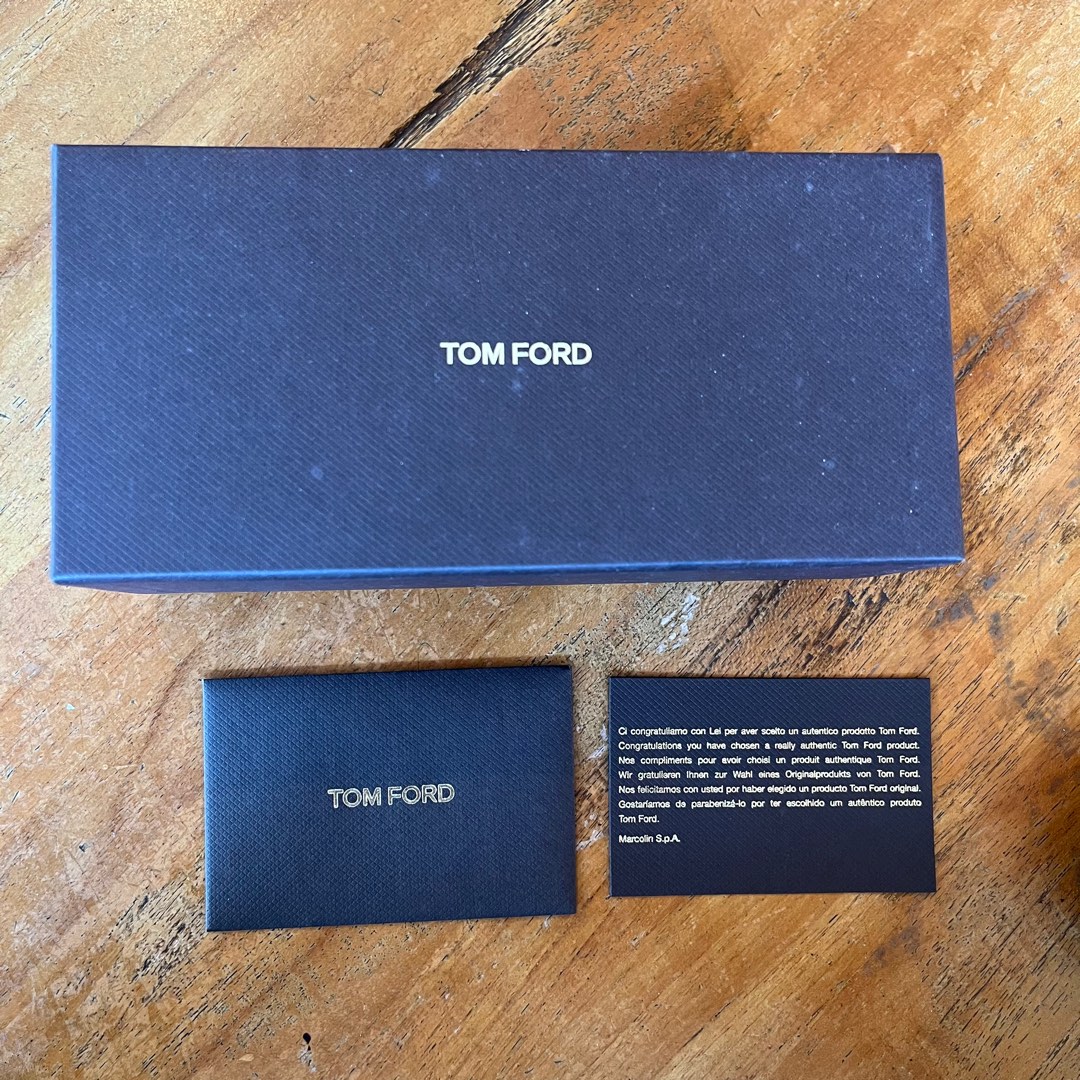 TOM FORD
TOM FORD
Ci congratuliamo con Lei per aver scelto un autentico prodotto Tom Ford.
Congratulations you have chosen a really authentic Tom Ford product.
Nos compliments pour avoir choisi un produit authentique Tom Ford.
Wir gratulieren Ihnen zur Wahl eines Originalprodukts von Tom Ford.
Nos felicitamos con usted por haber elegido un producto Tom Ford original.
Gostaríamos de parabenizá-lo por ter escolhido um autêntico produto
Tom Ford.
Marcolin S.p.A.